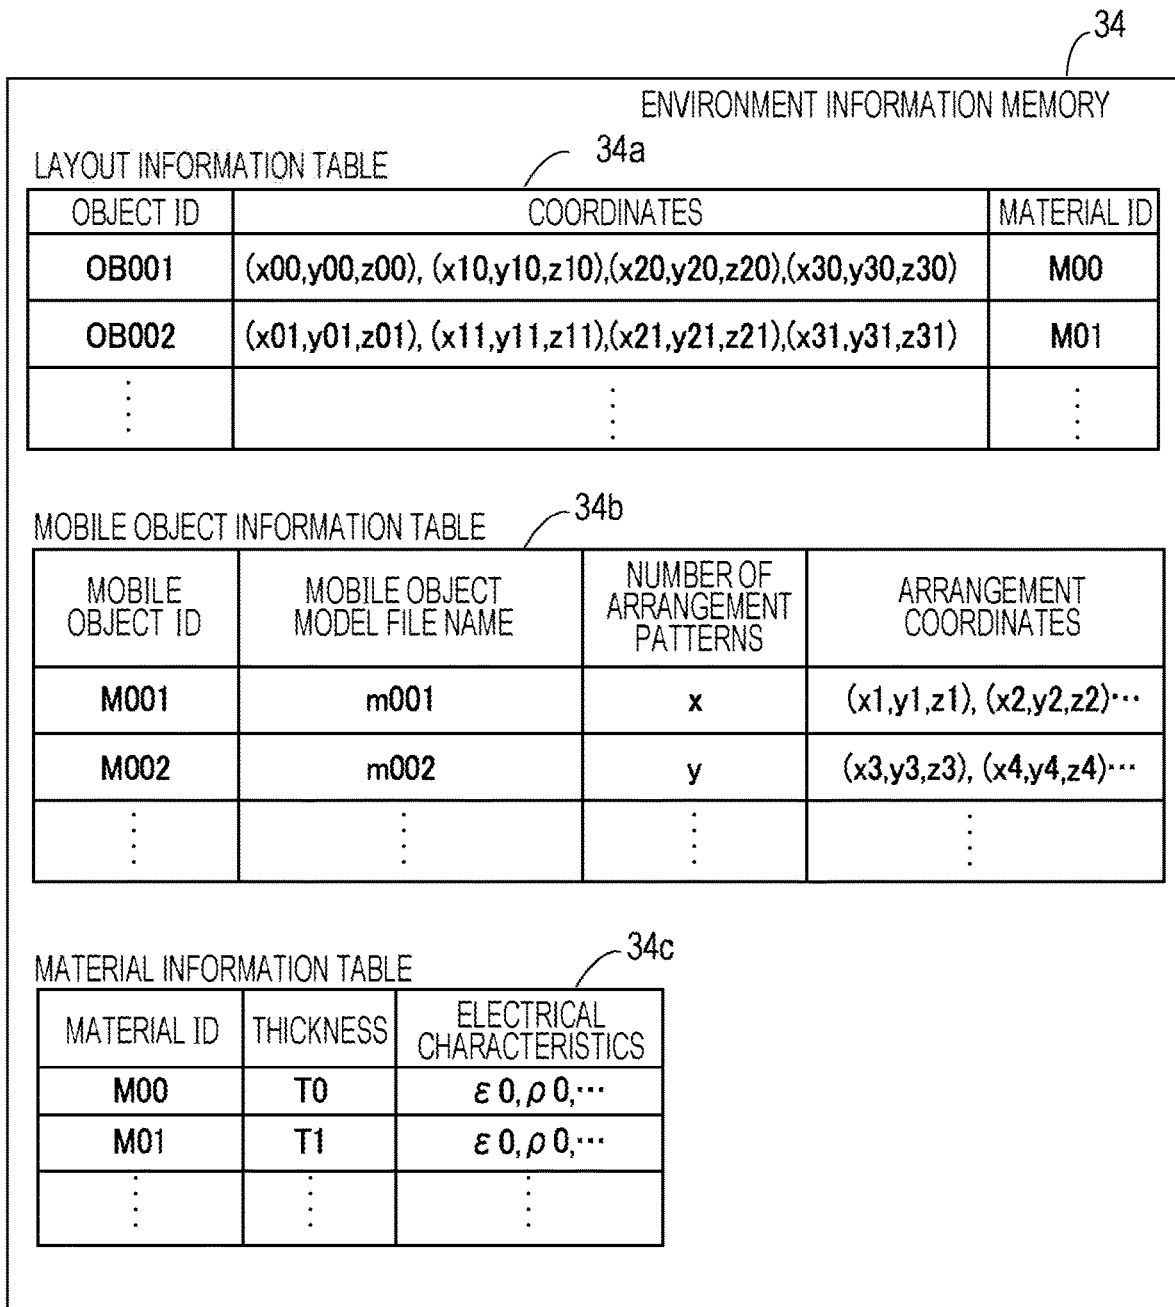 34
ENVIRONMENT INFORMATION MEMORY
LAYOUT INFORMATION TABLE
34a
OBJECT ID COORDINATES MATERIAL ID
OB001 (x00,y00,z00), (x10,y10,z10),(x20,y20,z20),(x30,y30,z30) M00
OB002 (x01,y01,z01), (x11,y11,z11),(x21,y21,z21),(x31,y31,z31) M01
MOBILE OBJECT INFORMATION TABLE
34b
MOBILE OBJECT ID
MOBILE OBJECT MODEL FILE NAME
NUMBER OF ARRANGEMENT PATTERNS
ARRANGEMENT COORDINATES
M001 m001 x (x1,y1,z1), (x2,y2,z2)⋯
M002 m002 y (x3,y3,z3), (x4,y4,z4)⋯
MATERIAL INFORMATION TABLE
34c
MATERIAL ID THICKNESS ELECTRICAL CHARACTERISTICS
M00 T0 ε0,ρ0,⋯
M01 T1 ε0,ρ0,⋯